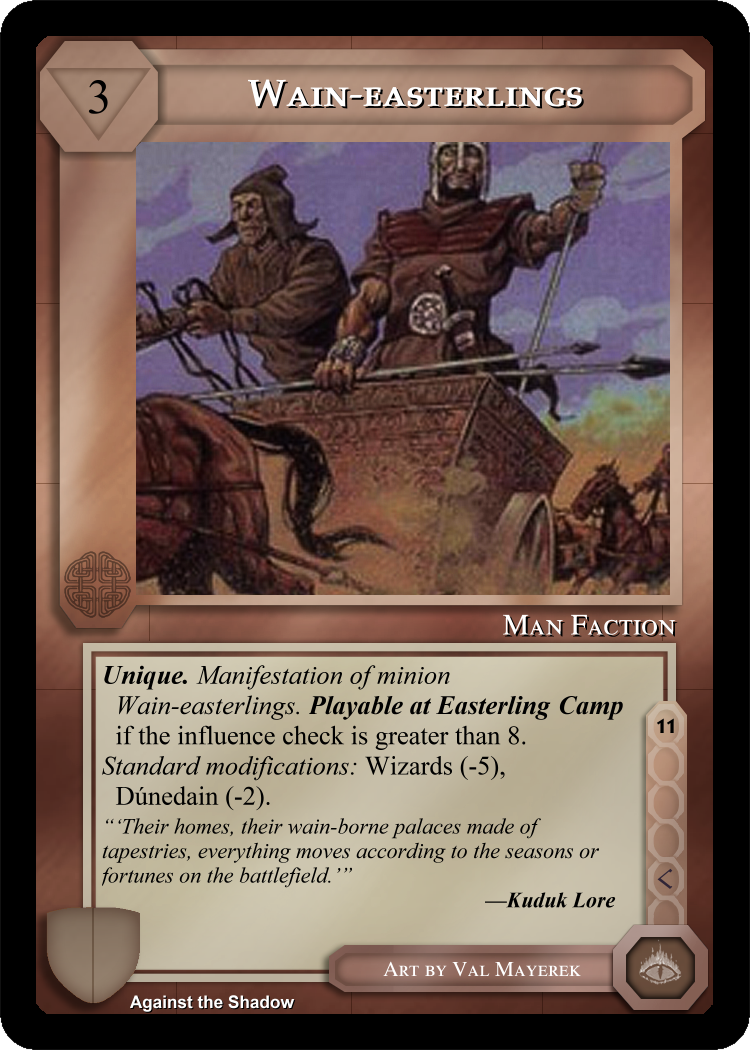 3
Wain-easterlings
Man Faction
Unique. Manifestation of minion
Wain-easterlings. Playable at Easterling Camp
if the influence check is greater than 8.
Standard modifications: Wizards (-5),
Dúnedain (-2).
“‘Their homes, their wain-borne palaces made of
tapestries, everything moves according to the seasons or
fortunes on the battlefield.’”
—Kuduk Lore
11
Art by Val Mayerek
Against the Shadow